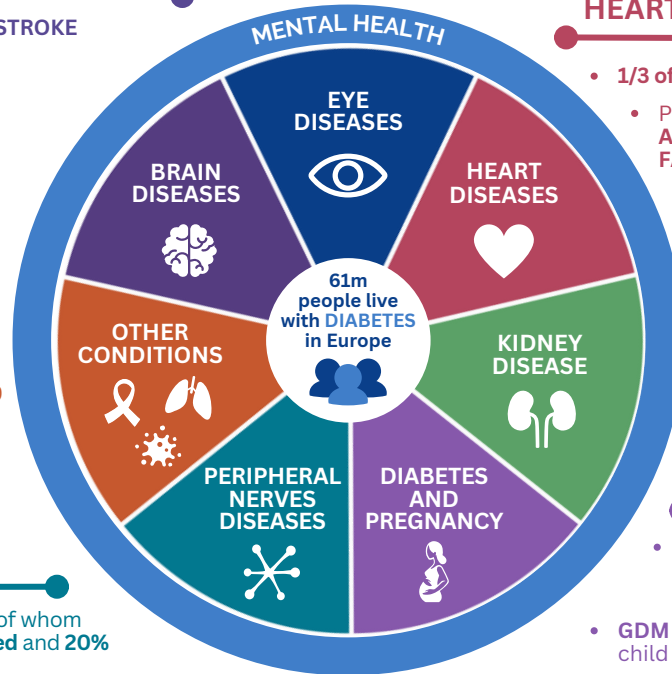 STROKE
HEART
1/3 of
P
A
F
MENTAL HEALTH
EYE
DISEASES
BRAIN
DISEASES
HEART
DISEASES
61m
people live
with DIABETES
in Europe
OTHER
CONDITIONS
KIDNEY
DISEASE
PERIPHERAL
NERVES
DISEASES
DIABETES
AND
PREGNANCY
of whom
ed and 20%
GDM
child